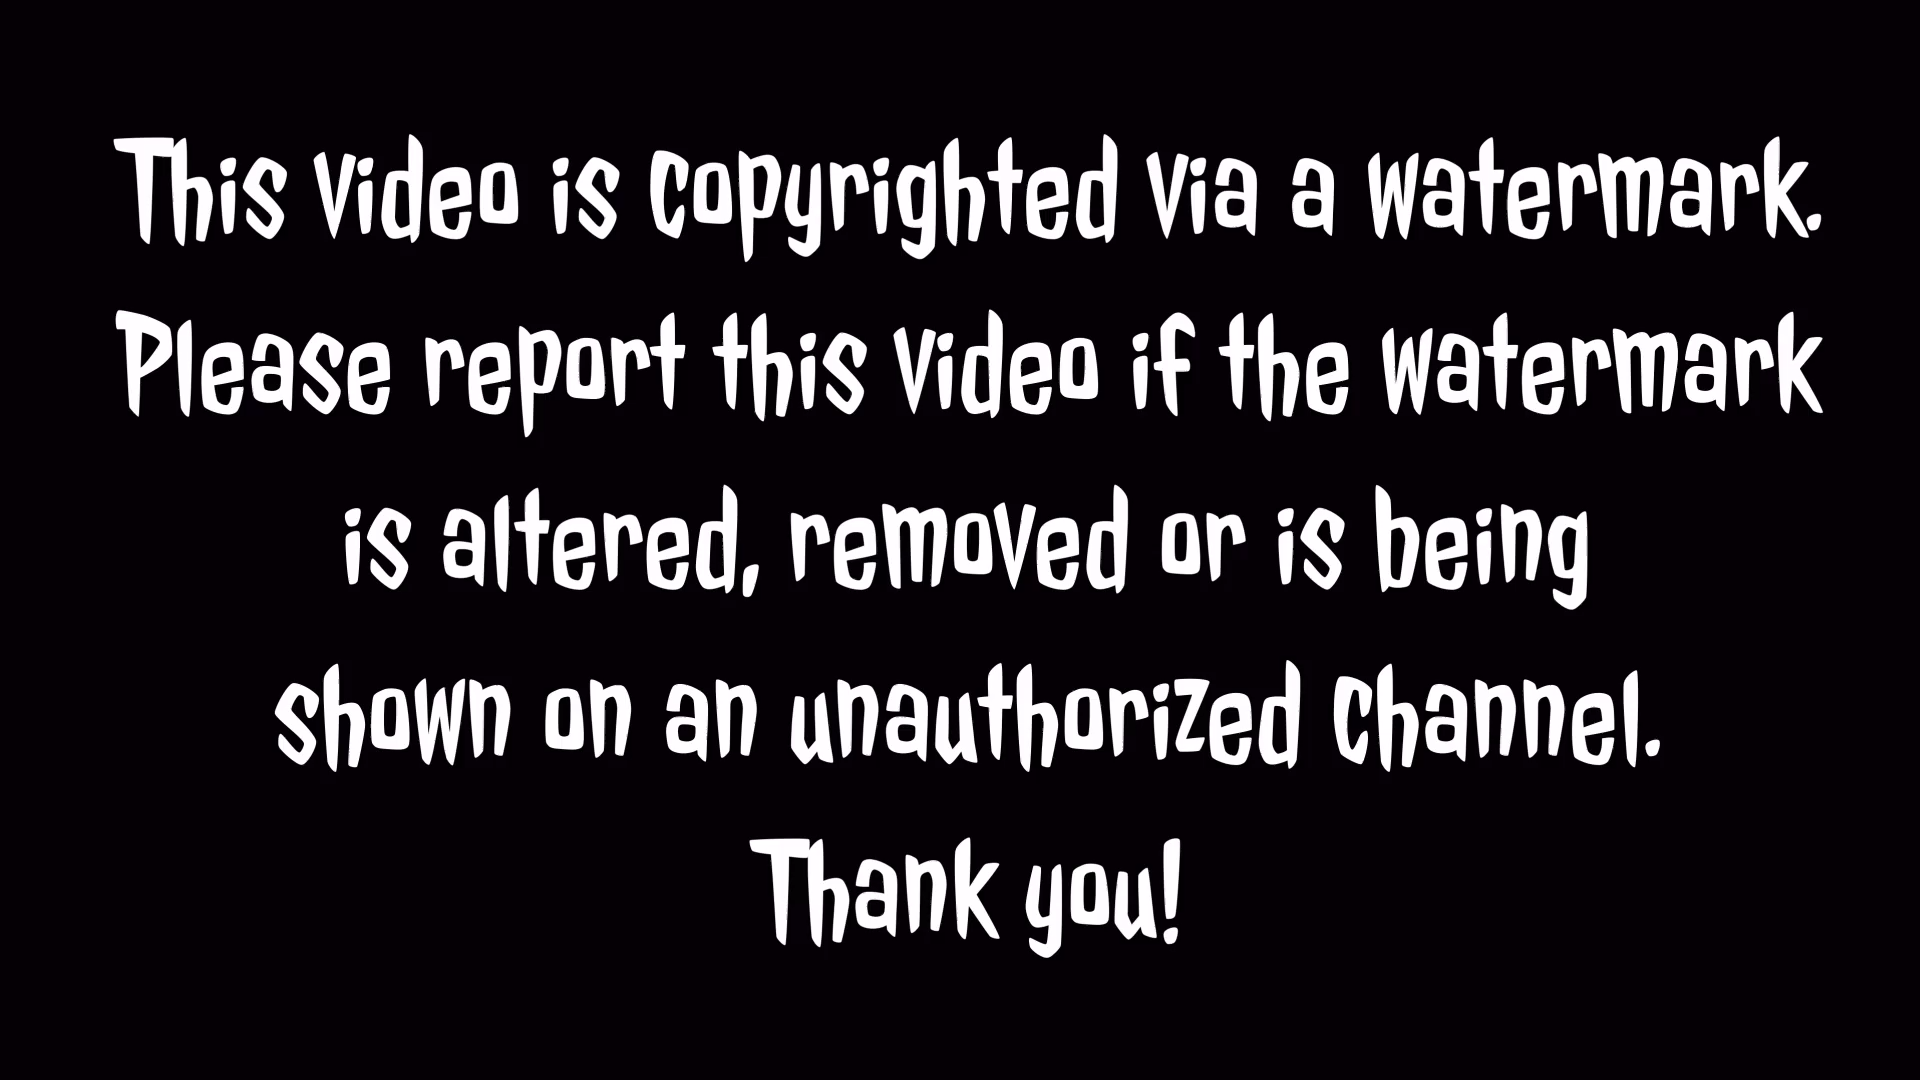 This video is copyrighted via a watermark.
Please report this video if the watermark
is altered, removed or is being
shown on an unauthorized channel.
Thank you!